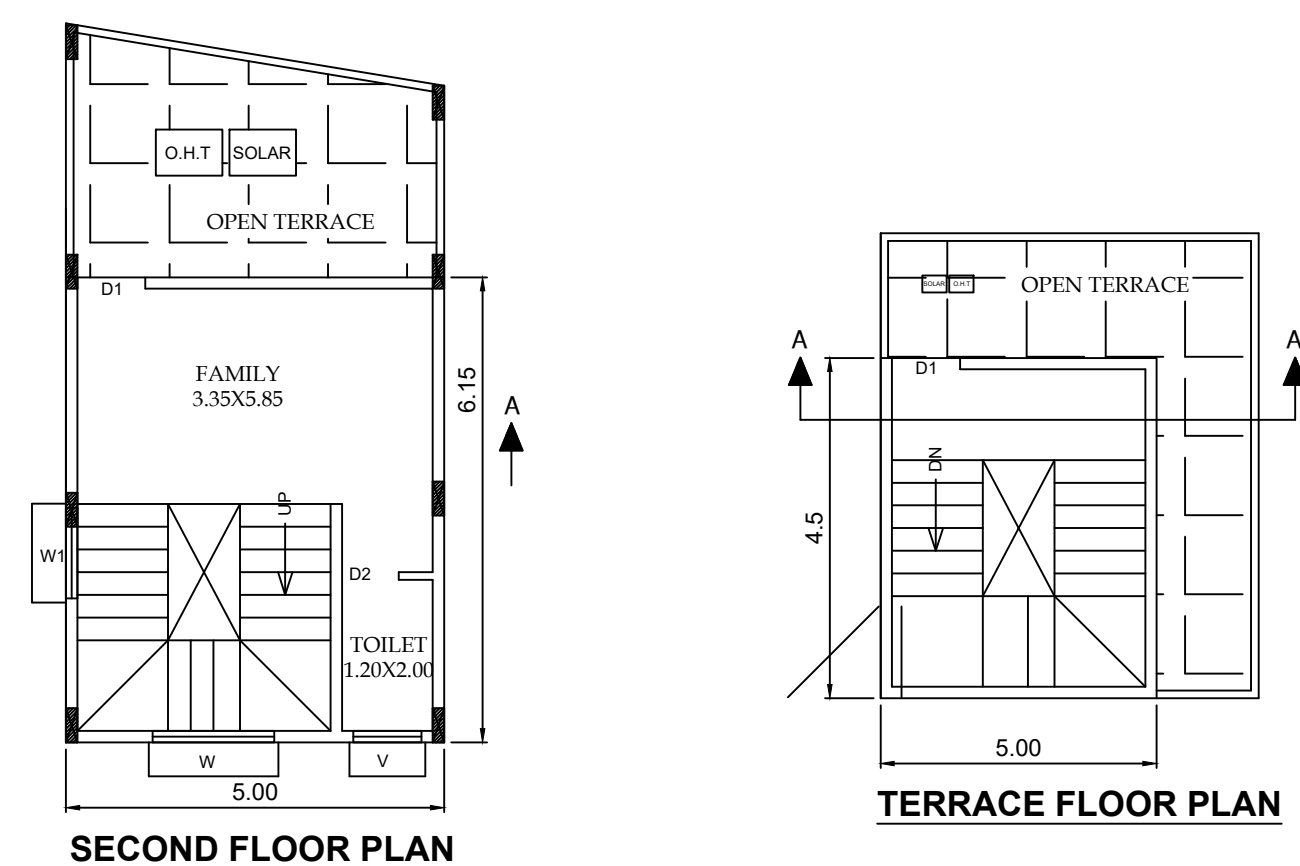 O.H.T
SOLAR
OPEN TERRACE
D1
FAMILY
3.35X5.85
6.15
A
UP
W1
D2
TOILET
1.20X2.00
W
V
5.00
SECOND FLOOR PLAN
SOLAR
O.H.T
OPEN TERRACE
A
A
D1
DN
4.5
5.00
TERRACE FLOOR PLAN